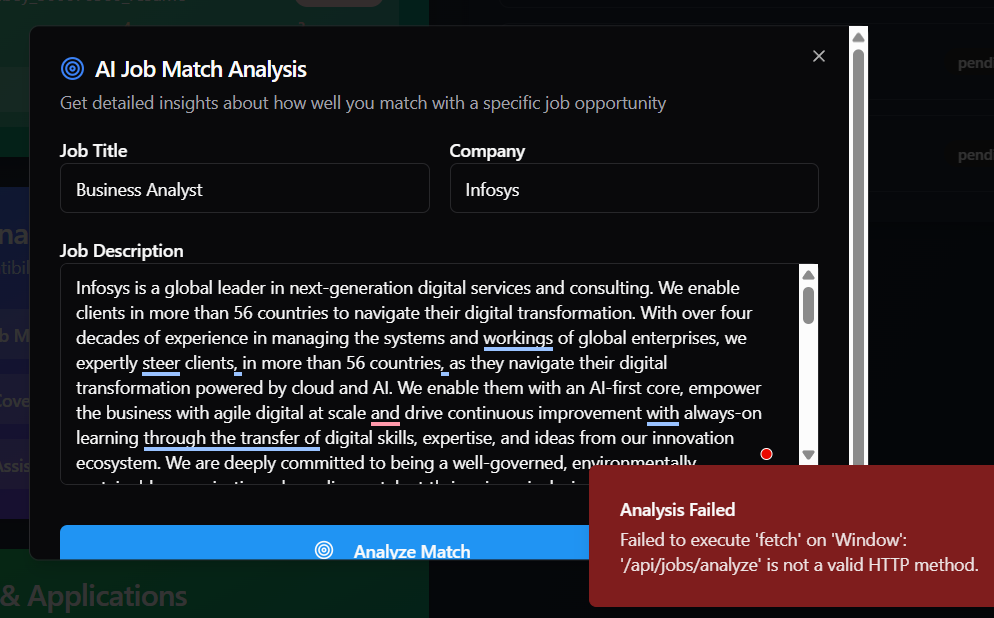 AI Job Match Analysis
Get detailed insights about how well you match with a specific job opportunity
Job Title
Company
Business Analyst
Infosys
Job Description
Infosys is a global leader in next-generation digital services and consulting. We enable
clients in more than 56 countries to navigate their digital transformation. With over four
decades of experience in managing the systems and workings of global enterprises, we
expertly steer clients, in more than 56 countries, as they navigate their digital
transformation powered by cloud and AI. We enable them with an AI-first core, empower
the business with agile digital at scale and drive continuous improvement with always-on
learning through the transfer of digital skills, expertise, and ideas from our innovation
ecosystem. We are deeply committed to being a well-governed, environmentally
Analyze Match
Analysis Failed
Failed to execute 'fetch' on 'Window':
'/api/jobs/analyze' is not a valid HTTP method.
pend
pend
& Applications